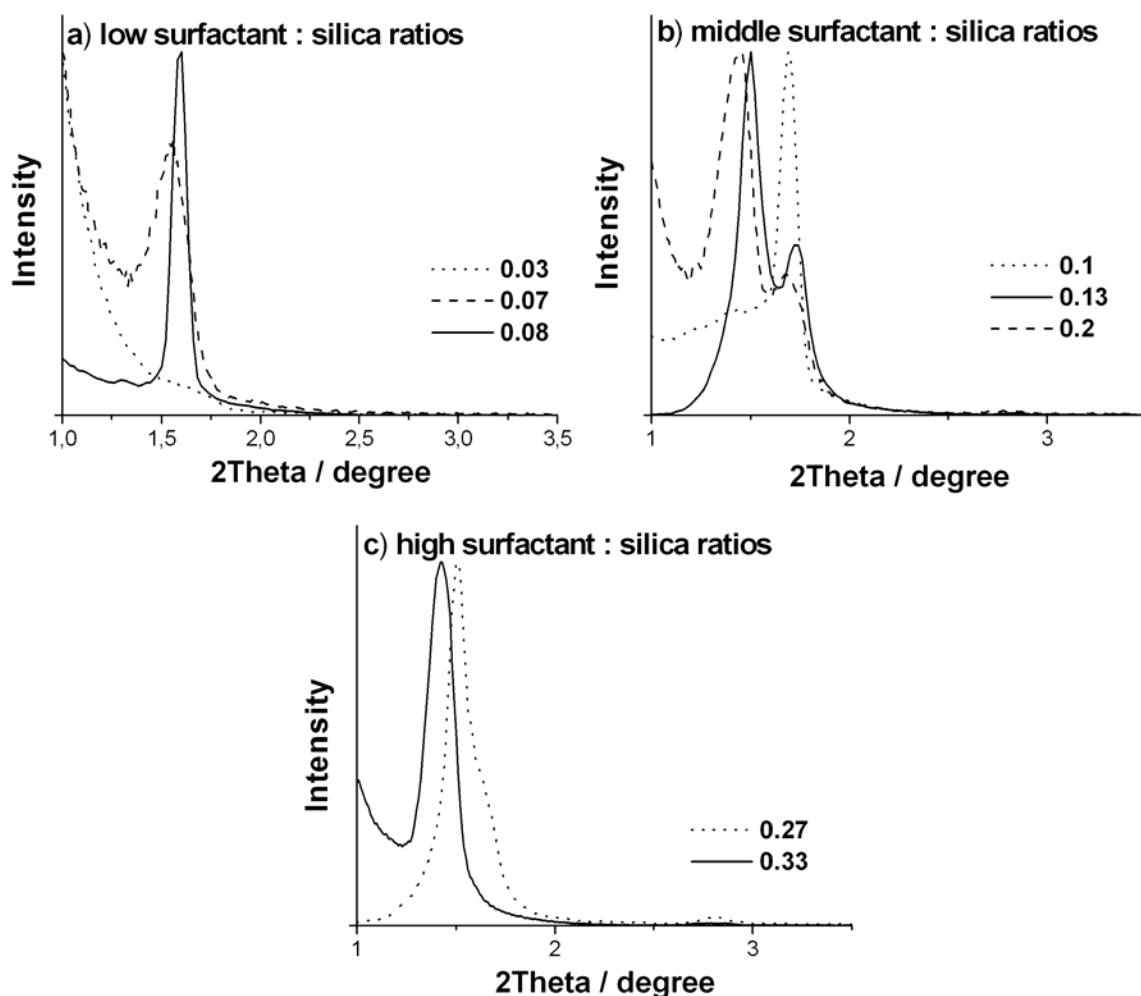 a) low surfactant : silica ratios
Intensity
0.03
0.07
0.08
1,0 1,5 2,0 2,5 3,0 3,5
2Theta / degree
b) middle surfactant : silica ratios
Intensity
0.1
0.13
0.2
1 2 3
2Theta / degree
c) high surfactant : silica ratios
Intensity
0.27
0.33
1 2 3
2Theta / degree